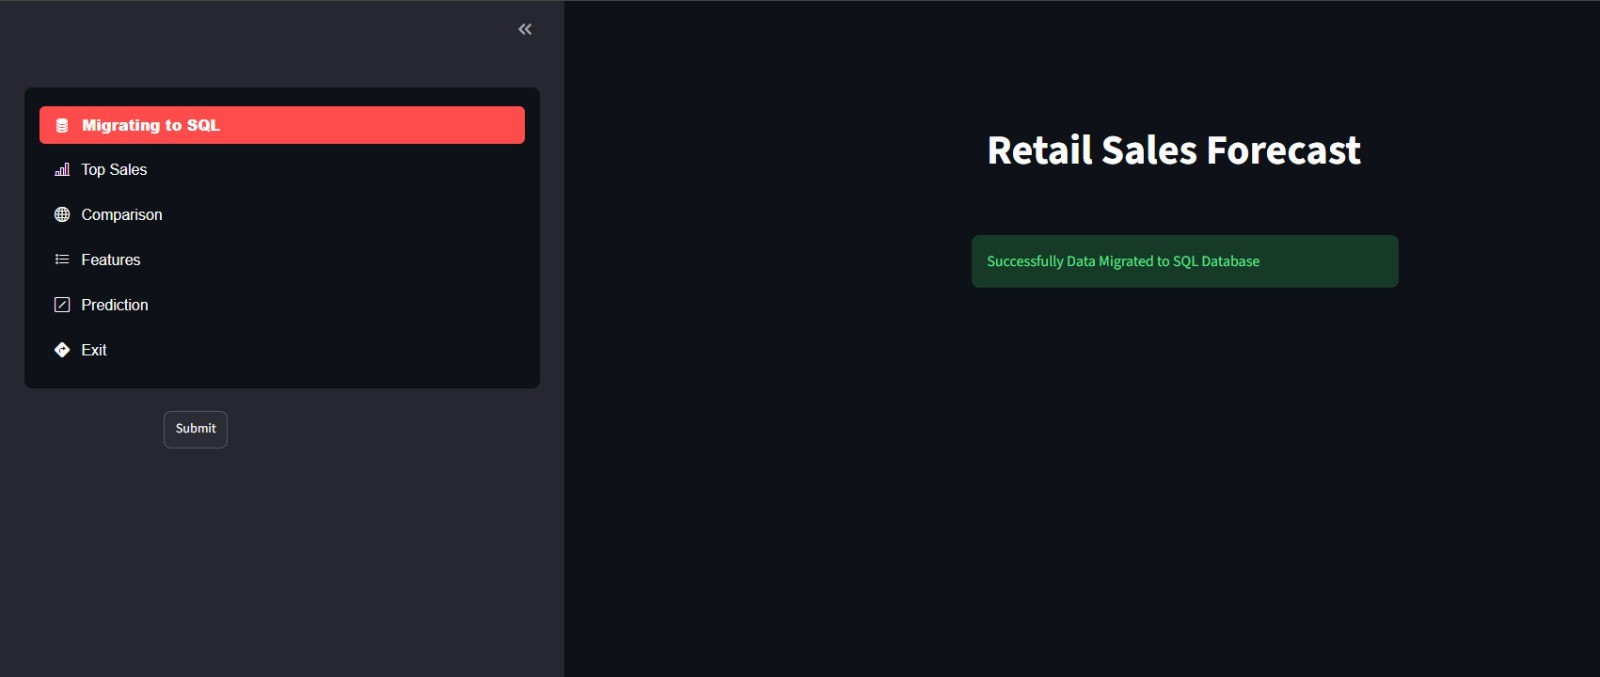 Migrating to SQL
Top Sales
Comparison
Features
Prediction
Exit
Submit
Retail Sales Forecast
Successfully Data Migrated to SQL Database